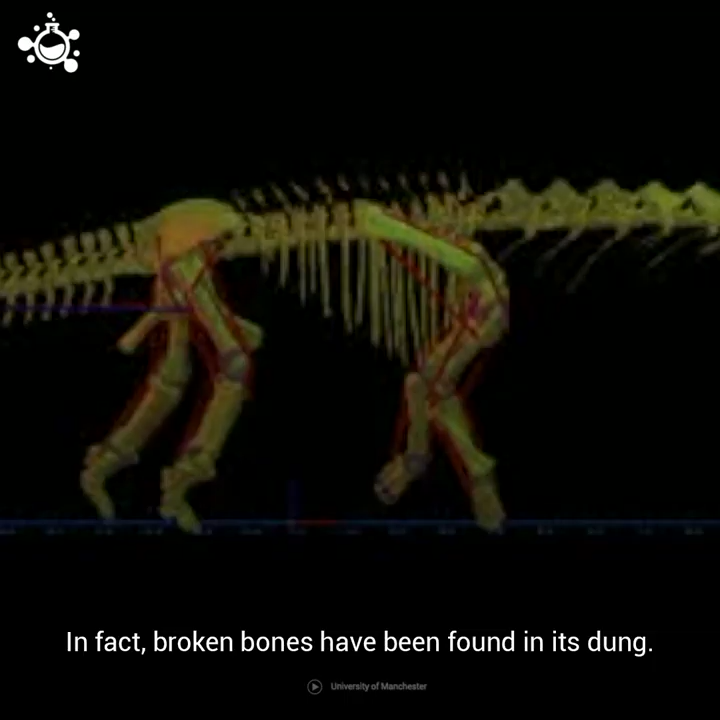 In fact, broken bones have been found in its dung.
University of Manchester